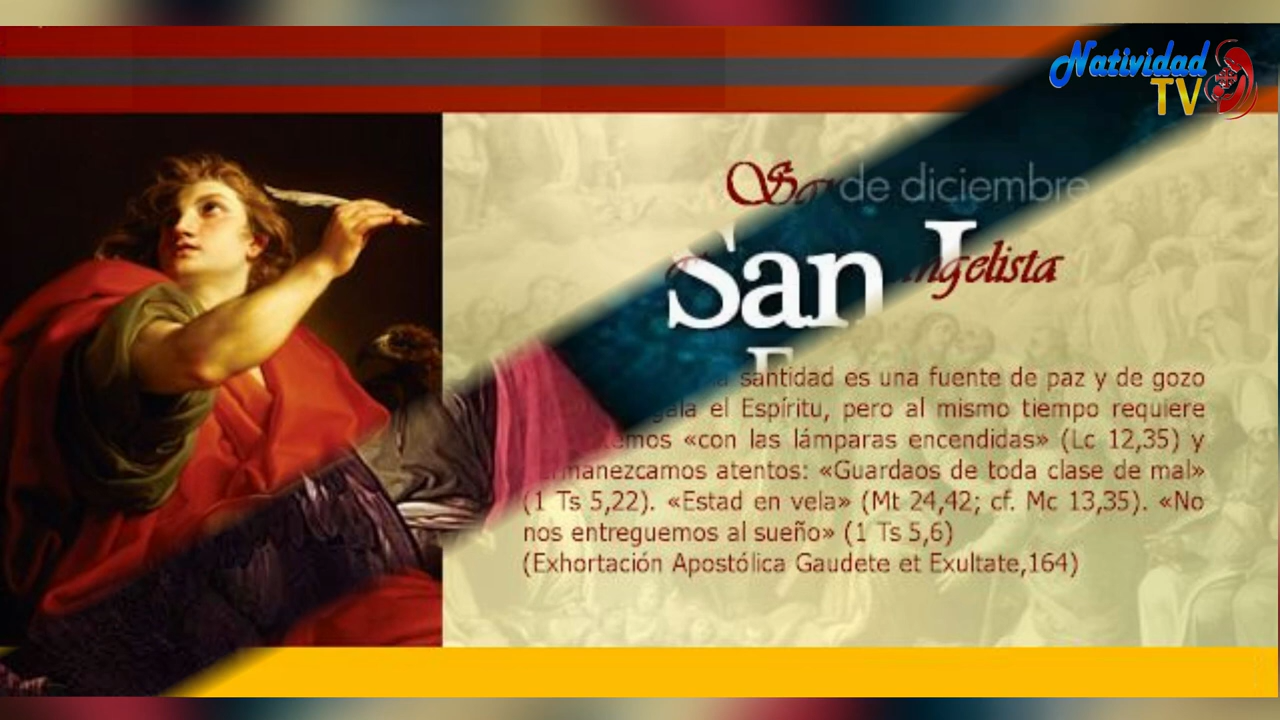 Natividad
TV
de diciembre
San
angelista
santidad es una fuente de paz y de gozo
el Espíritu, pero al mismo tiempo requiere
«con las lámparas encendidas» (Lc 12,35) y
atentos: «Guardaos de toda clase de mal»
(1 Ts 5,22). «Estad en vela» (Mt 24,42; cf. Mc 13,35). «No
nos entreguemos al sueño» (1 Ts 5,6)
(Exhortación Apostólica Gaudete et Exultate,164)